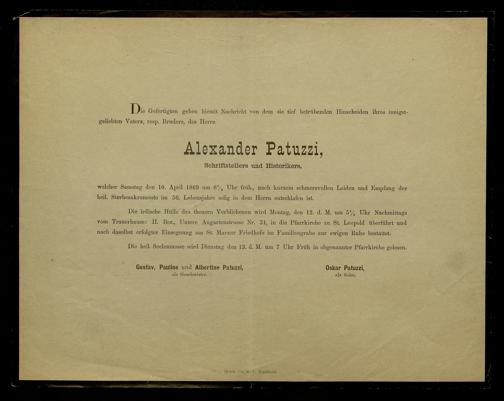 Die Gefertigten geben hiemit Nachricht von dem sie tief betrübenden Hinscheiden ihres innigst-
geliebten Vaters, resp. Bruders, des Herrn
Alexander Patuzzi,
Schriftstellers und Historikers,
welcher Samstag den 10. April 1869 um Uhr früh, nach kurzem schmerzvollen Leiden und Empfang der
heil. Sterbesakramente im 56. Lebensjahre selig in dem Herrn entschlafen ist.
Die irdische Hülle des theuren Verblichenen wird Montag, den 12. d. M. um Uhr Nachmittags
vom Trauerhause: II. Bez., Untere Augartenstrasse Nr. 31, in die Pfarrkirche zu St. Leopold überführt und
nach daselbst erfolgter Einsegnung am St. Marxer Friedhofe im Familiengrabe zur ewigen Ruhe bestattet.
Die heil. Seelenmesse wird Dienstag den 13. d. M. um 7 Uhr Früh in obgenannter Pfarrkirche gelesen.
Gustav, Pauline und Albertine Patuzzi,
als Geschwister.
Oskar Patuzzi,
als Sohn.